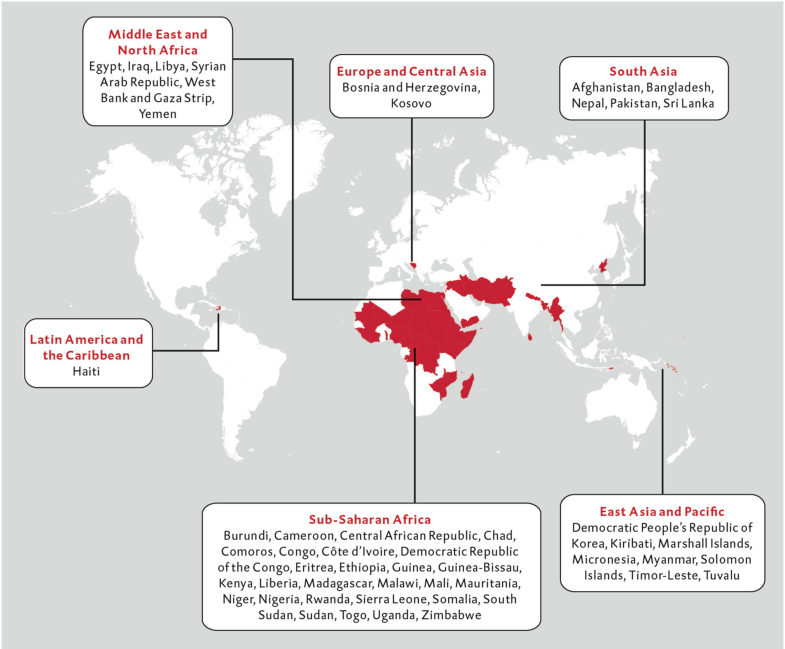 Middle East and
North Africa
Egypt, Iraq, Libya, Syrian
Arab Republic, West
Bank and Gaza Strip,
Yemen
Europe and Central Asia
Bosnia and Herzegovina,
Kosovo
South Asia
Afghanistan, Bangladesh,
Nepal, Pakistan, Sri Lanka
Latin America and
the Caribbean
Haiti
Sub-Saharan Africa
Burundi, Cameroon, Central African Republic, Chad,
Comoros, Congo, Côte d’Ivoire, Democratic Republic
of the Congo, Eritrea, Ethiopia, Guinea, Guinea-Bissau,
Kenya, Liberia, Madagascar, Malawi, Mali, Mauritania,
Niger, Nigeria, Rwanda, Sierra Leone, Somalia, South
Sudan, Sudan, Togo, Uganda, Zimbabwe
East Asia and Pacific
Democratic People’s Republic of
Korea, Kiribati, Marshall Islands,
Micronesia, Myanmar, Solomon
Islands, Timor-Leste, Tuvalu